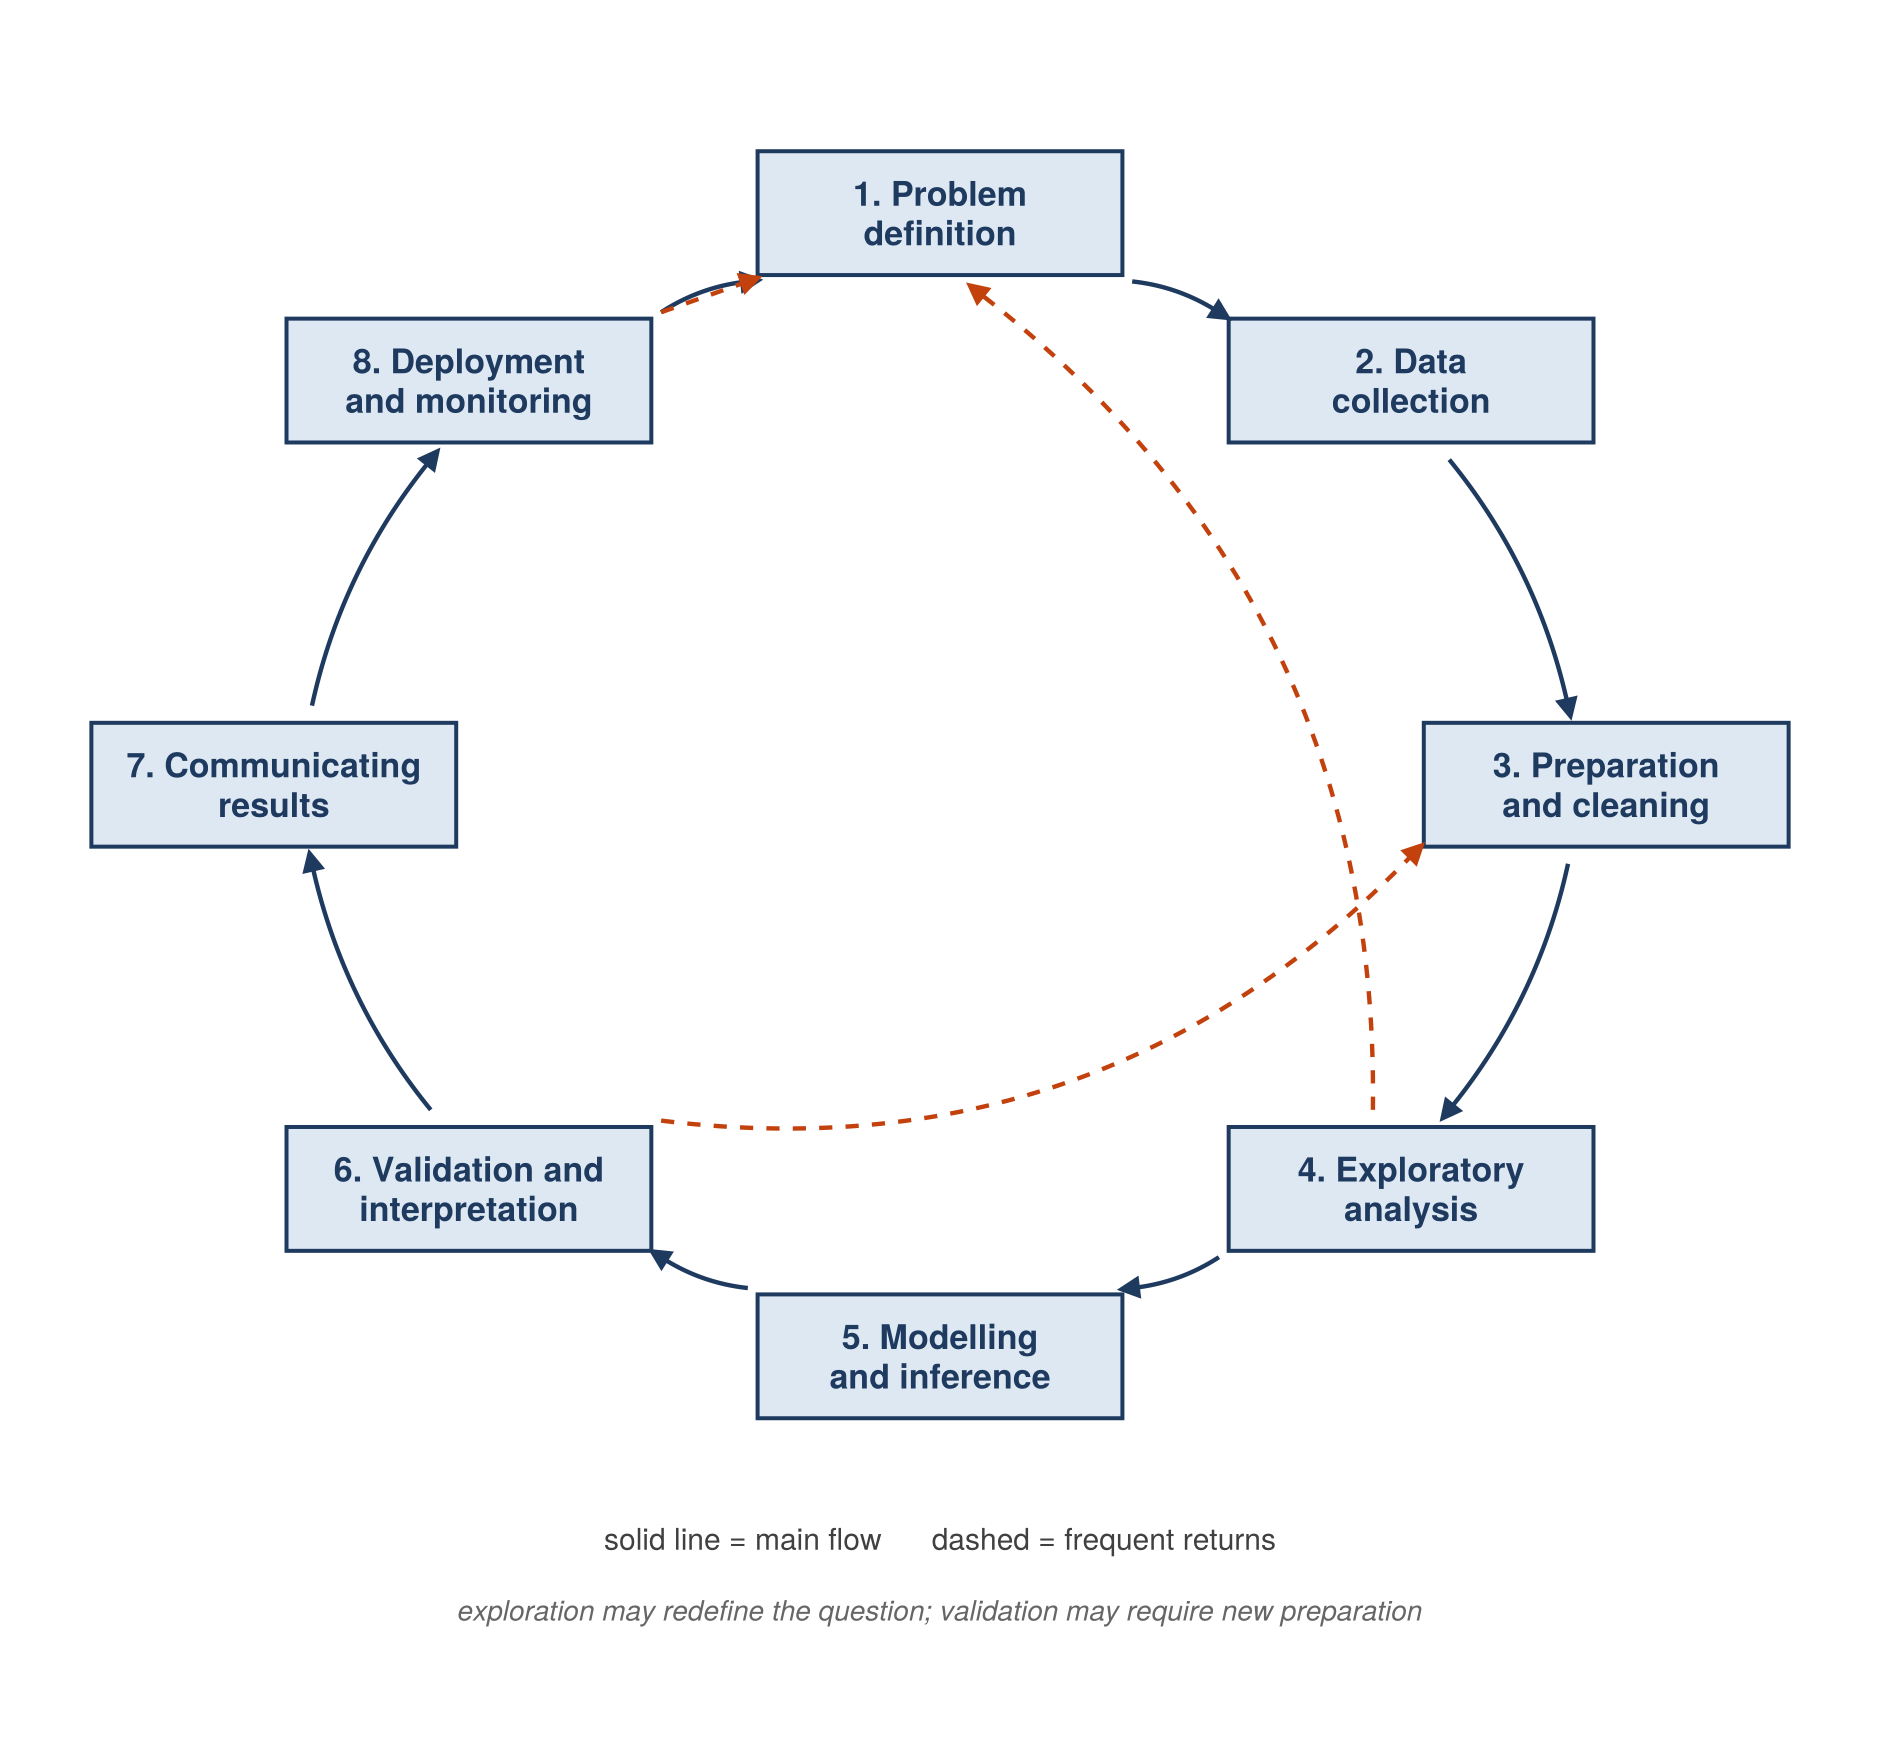 1. Problem
definition
2. Data
collection
3. Preparation
and cleaning
4. Exploratory
analysis
5. Modelling
and inference
6. Validation and
interpretation
7. Communicating
results
8. Deployment
and monitoring
solid line = main flow dashed = frequent returns
exploration may redefine the question; validation may require new preparation